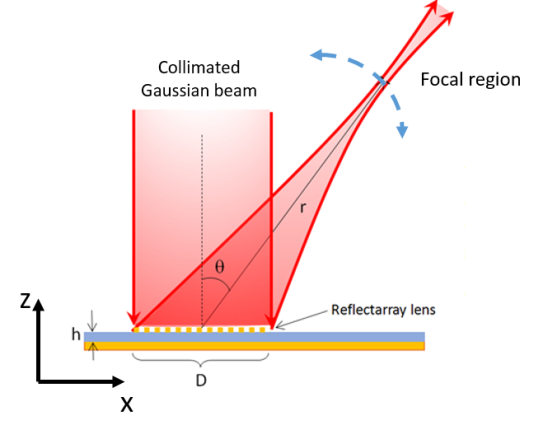 Collimated
Gaussian beam
Focal region
r
θ
Reflectarray lens
Z
h
D
X